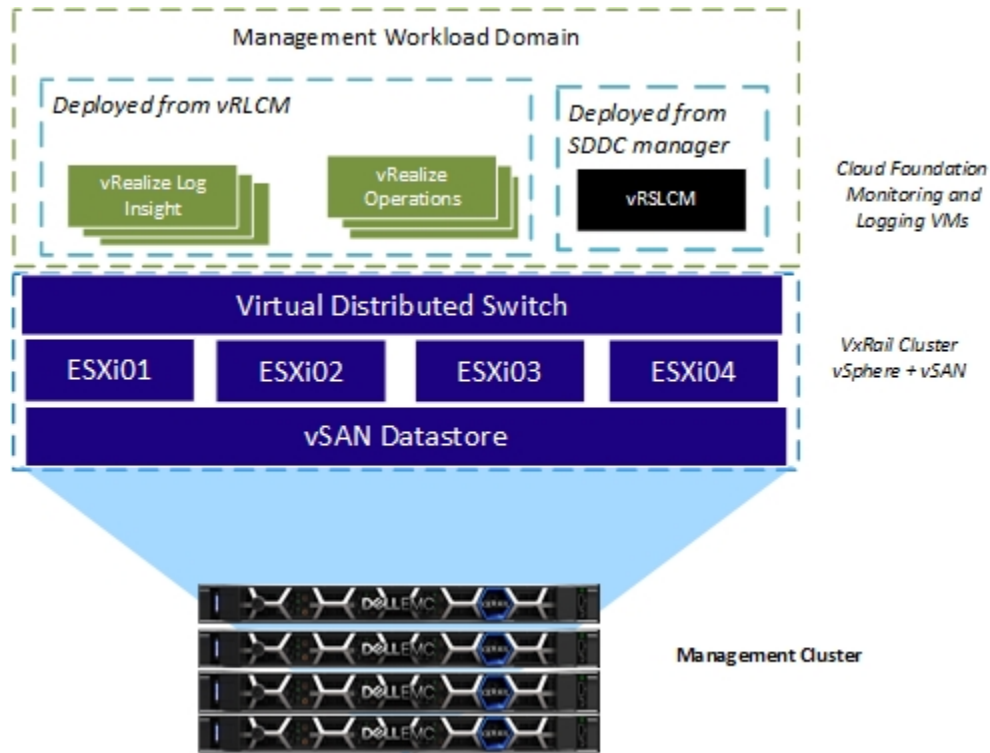 Management Workload Domain
Deployed from vRLCM
vRealize Log
Insight
vRealize
Operations
Deployed from
SDDC manager
vRSLCM
Cloud Foundation
Monitoring and
Logging VMs
Virtual Distributed Switch
ESXi01
ESXi02
ESXi03
ESXi04
vSAN Datastore
VxRail Cluster
vSphere + vSAN
DELLEMC
DELLEMC
DELLEMC
DELLEMC
Management Cluster